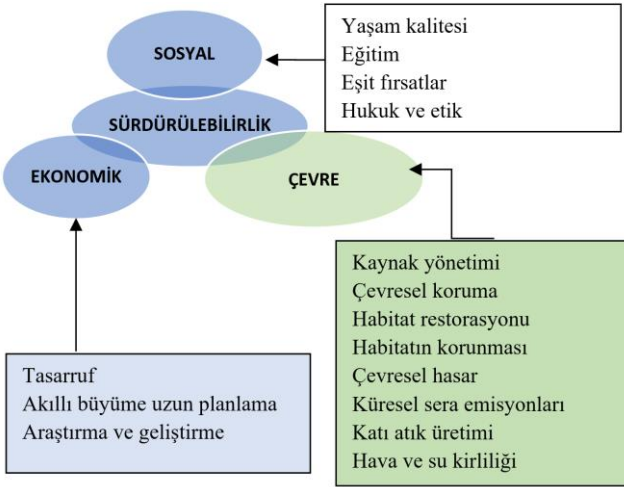 SOSYAL
SÜRDÜRÜLEBİLİRLİK
EKONOMİK
ÇEVRE
Yaşam kalitesi
Eğitim
Eşit fırsatlar
Hukuk ve etik
Kaynak yönetimi
Çevresel koruma
Habitat restorasyonu
Habitatın korunması
Çevresel hasar
Küresel sera emisyonları
Katı atık üretimi
Hava ve su kirliliği
Tasarruf
Akıllı büyüme uzun planlama
Araştırma ve geliştirme